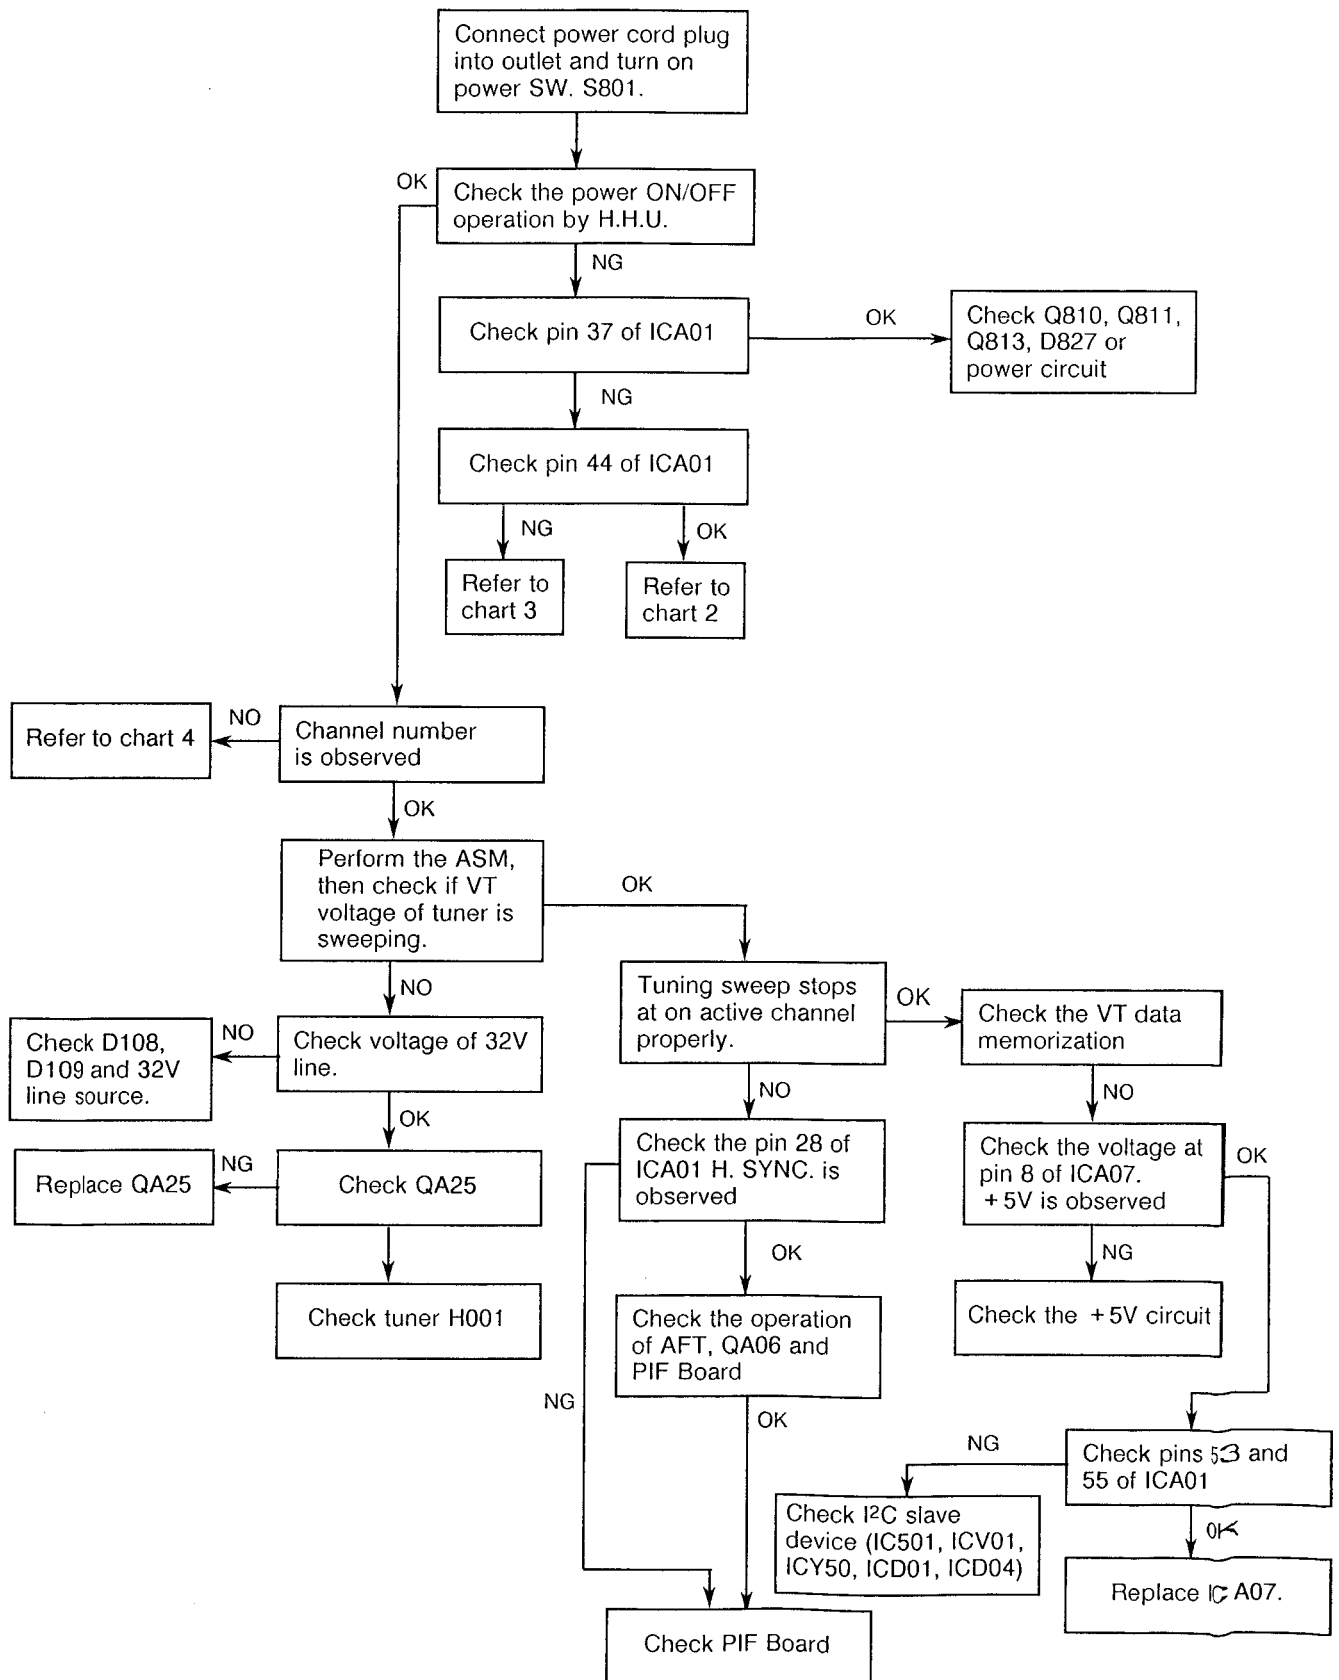 Connect power cord plug
into outlet and turn on
power SW. S801.
OK
Check the power ON/OFF
operation by H.H.U.
NG
Check pin 37 of ICA01
OK
Check Q810, Q811,
Q813, D827 or
power circuit
NG
Check pin 44 of ICA01
NG
OK
Refer to
chart 3
Refer to
chart 2
Refer to chart 4
NO
Channel number
is observed
OK
Perform the ASM,
then check if VT
voltage of tuner is
sweeping.
OK
NO
Tuning sweep stops
at on active channel
properly.
OK
Check the VT data
memorization
Check D108,
D109 and 32V
line source.
NO
Check voltage of 32V
line.
NO
NO
OK
Check the pin 28 of
ICA01 H. SYNC. is
observed
Check the voltage at
pin 8 of ICA07.
+5V is observed
OK
Replace QA25
NG
Check QA25
OK
NG
Check tuner H001
Check the operation
of AFT, QA06 and
PIF Board
Check the +5V circuit
NG
OK
NG
Check pins 53 and
55 of ICA01
Check I²C slave
device (IC501, ICV01,
ICY50, ICD01, ICD04)
OK
Replace IC A07.
Check PIF Board